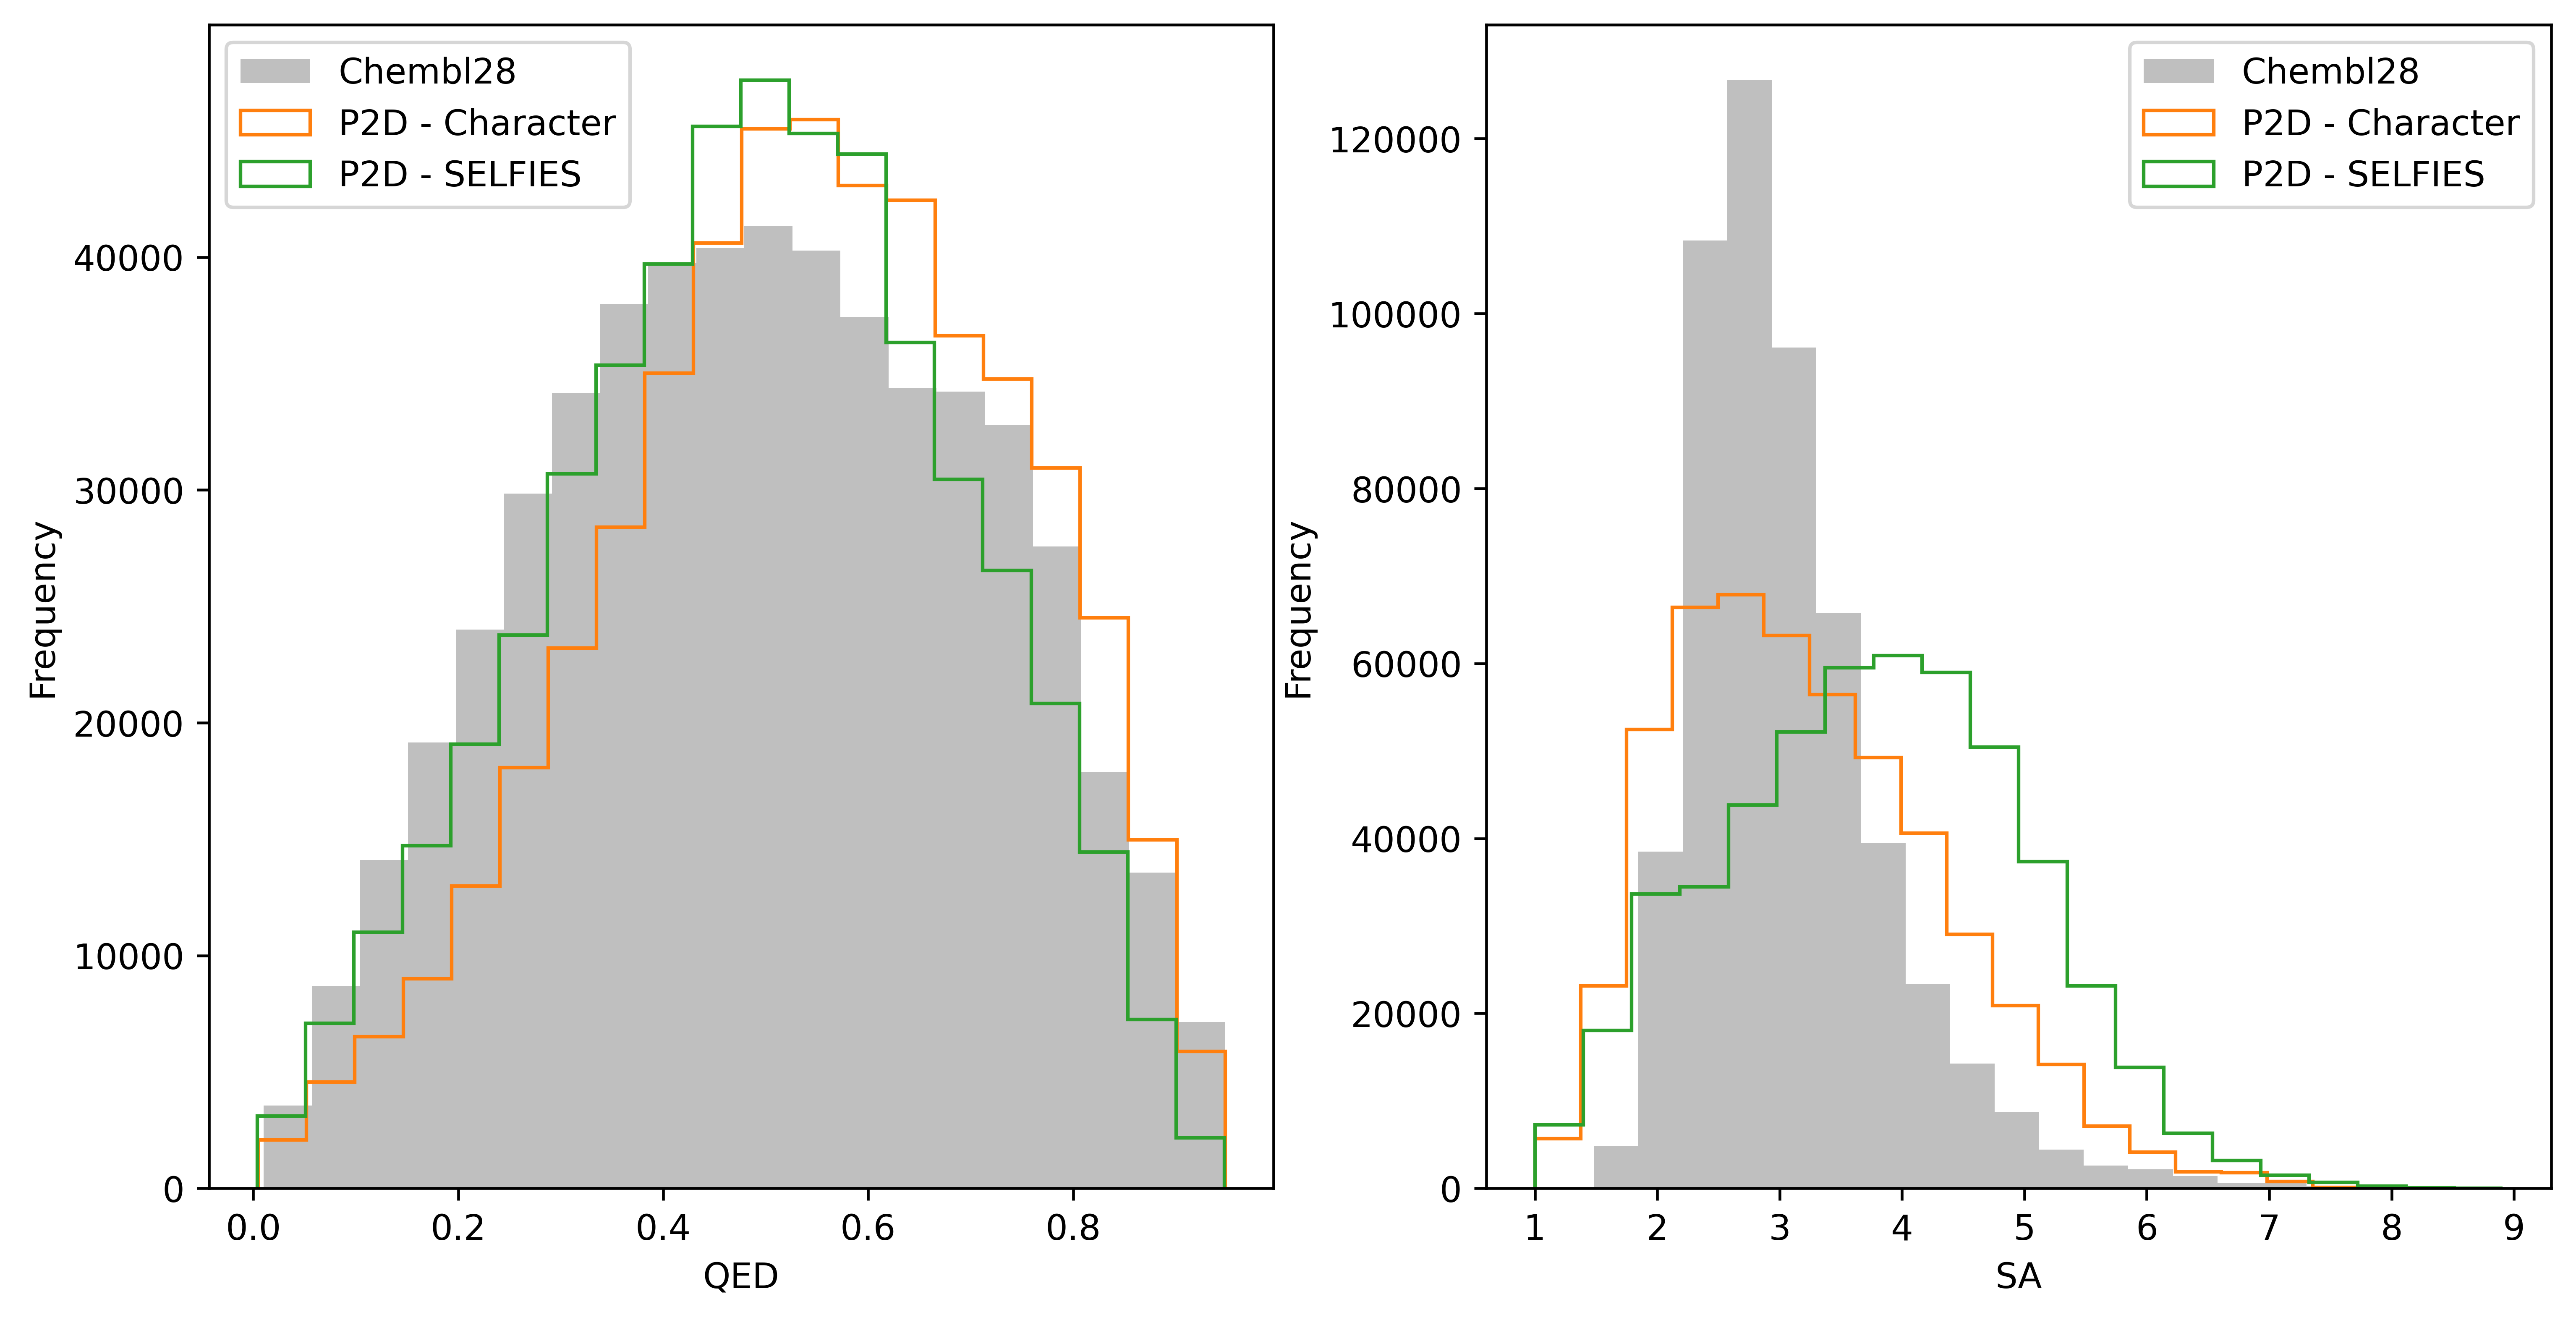 Chembl28
P2D - Character
P2D - SELFIES
40000
30000
20000
10000
0
Frequency
0.0 0.2 0.4 0.6 0.8
QED
Chembl28
P2D - Character
P2D - SELFIES
120000
100000
80000
60000
40000
20000
0
Frequency
1 2 3 4 5 6 7 8 9
SA